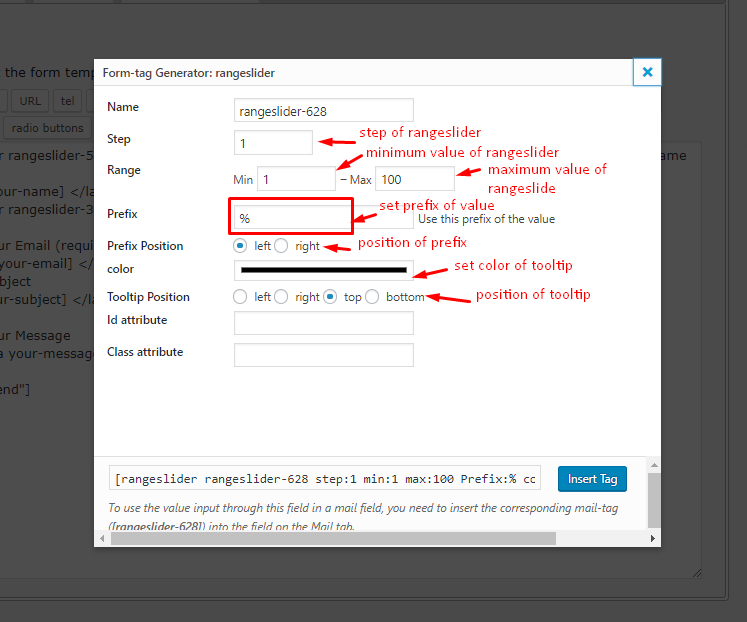 the form temp
Form-tag Generator: rangeslider
URL
tel
radio buttons
Name
rangeslider-628
Step
1
step of rangeslider
minimum value of rangeslider
Range
Min
1
– Max
100
maximum value of
rangeslide
r rangeslider-5
ame
our-name] </la
r rangeslider-3
set prefix of value
Prefix
%
Use this prefix of the value
ur Email (requi
Prefix Position
left
right
position of prefix
your-email] </
color
set color of tooltip
bject
ur-subject] </la
Tooltip Position
left
right
top
bottom
position of tooltip
Id attribute
ur Message
a your-message
Class attribute
end"]
[rangeslider rangeslider-628 step:1 min:1 max:100 Prefix:% co
Insert Tag
To use the value input through this field in a mail field, you need to insert the corresponding mail-tag
([rangeslider-628]) into the field on the Mail tab.